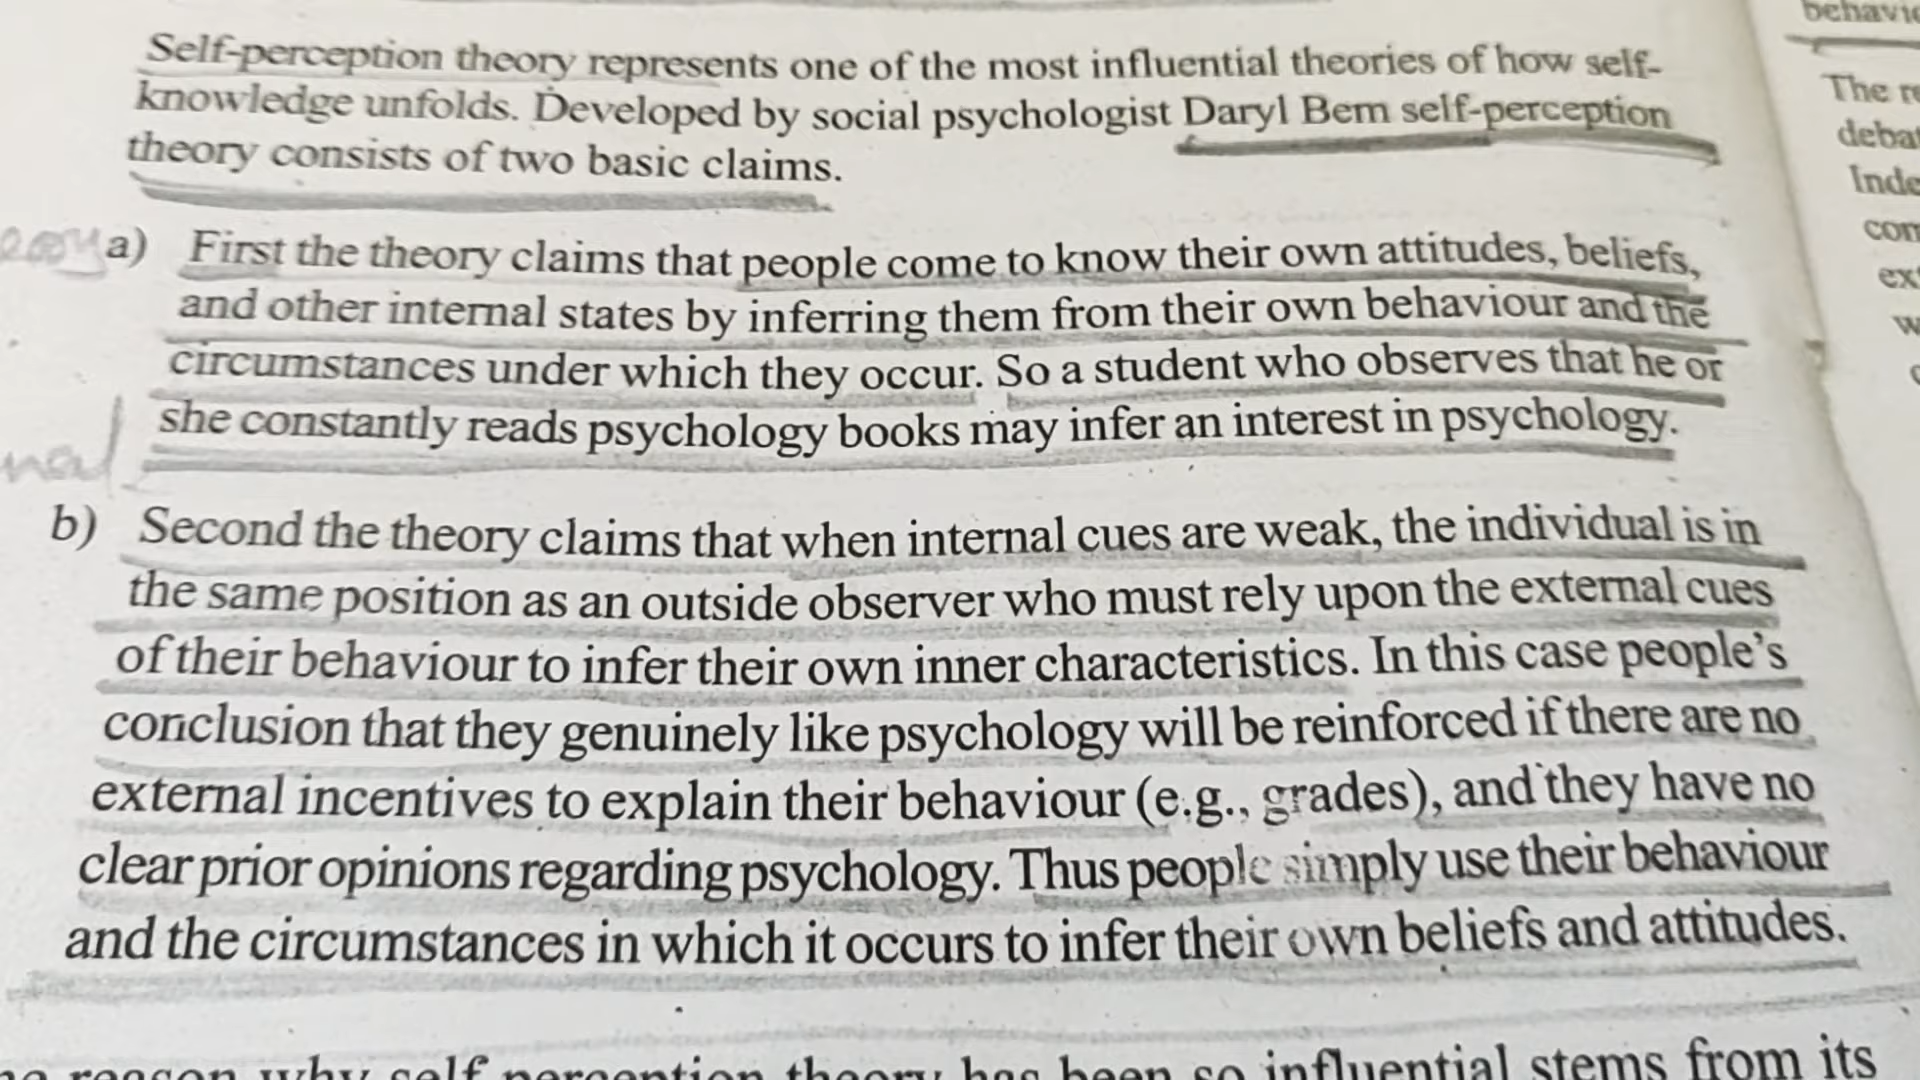 Self-perception theory represents one of the most influential theories of how self-
knowledge unfolds. Developed by social psychologist Daryl Bem self-perception
theory consists of two basic claims.
a) First the theory claims that people come to know their own attitudes, beliefs,
and other internal states by inferring them from their own behaviour and the
circumstances under which they occur. So a student who observes that he or
she constantly reads psychology books may infer an interest in psychology.
b) Second the theory claims that when internal cues are weak, the individual is in
the same position as an outside observer who must rely upon the external cues
of their behaviour to infer their own inner characteristics. In this case people's
conclusion that they genuinely like psychology will be reinforced if there are no
external incentives to explain their behaviour (e.g., grades), and they have no
clear prior opinions regarding psychology. Thus people simply use their behaviour
and the circumstances in which it occurs to infer their own beliefs and attitudes.
reason why self perception theory has been so influential stems from its
The